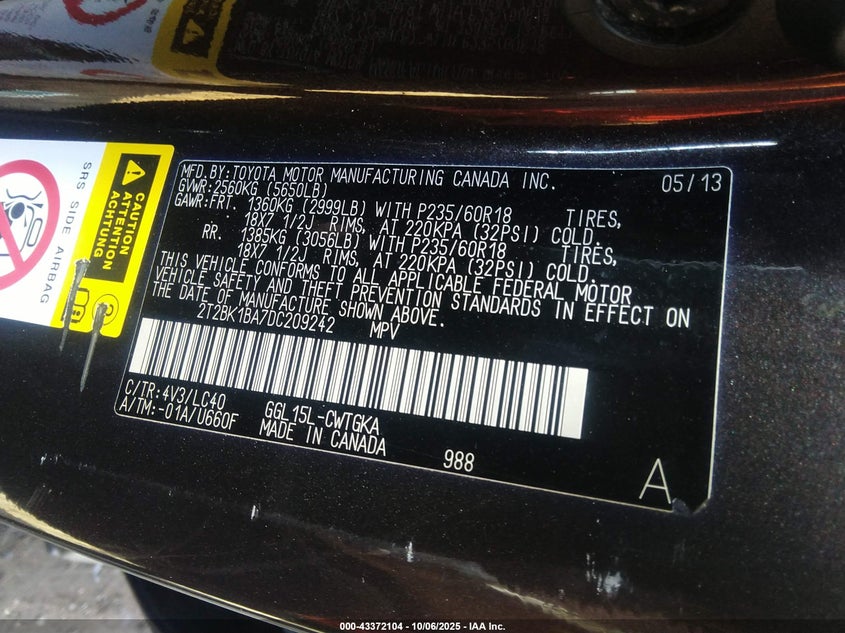 MFD.BY:TOYOTA MOTOR MANUFACTURING CANADA INC. 05/13
GVWR:2560KG (5650LB)
GAWR:FRT. 1360KG (2999LB) WITH P235/60R18 TIRES,
18X7 1/2J RIMS, AT 220KPA (32PSI) COLD.
RR. 1385KG (3056LB) WITH P235/60R18 TIRES,
18X7 1/2J RIMS, AT 220KPA (32PSI) COLD.
THIS VEHICLE CONFORMS TO ALL APPLICABLE FEDERAL MOTOR
VEHICLE SAFETY AND THEFT PREVENTION STANDARDS IN EFFECT ON
THE DATE OF MANUFACTURE SHOWN ABOVE.
2T2BK1BA7DC209242 MPV
C/TR:4V3/LC40
A/TM:-01A/U660F
GGL15L-CWTGKA
MADE IN CANADA
988
A
CAUTION
ATTENTION
CAUTION
SRS SIDE AIRBAG
000-43372104 - 10/06/2025 - IAA Inc.